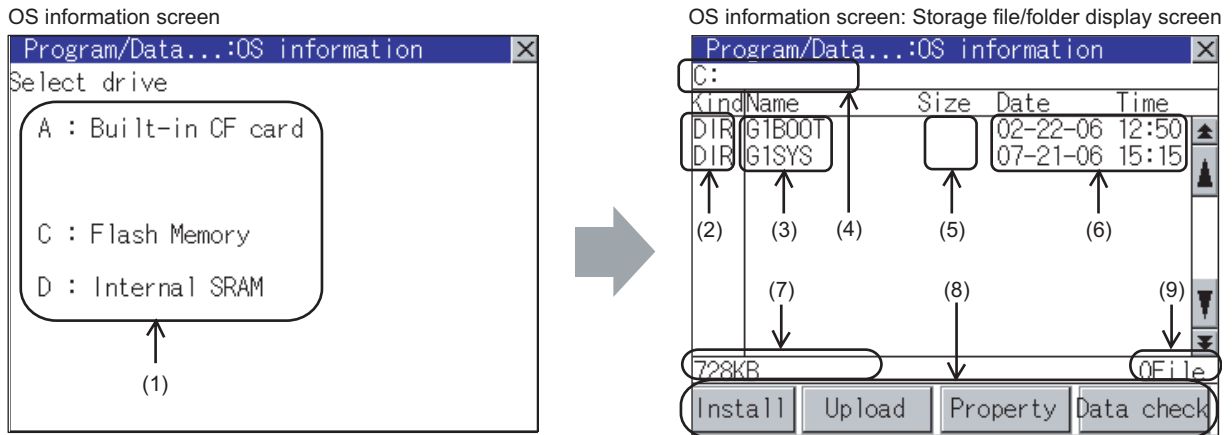 OS information screen
Program/Data...:OS information
Select drive
A : Built-in CF card
C : Flash Memory
D : Internal SRAM
(1)
OS information screen: Storage file/folder display screen
Program/Data...:OS information
C:
Kind Name Size Date Time
DIR G1BOOT 02-22-06 12:50
DIR G1SYS 07-21-06 15:15
(2) (3) (4) (5) (6)
(7) (8) (9)
728KB 0File
Install Upload Property Data check